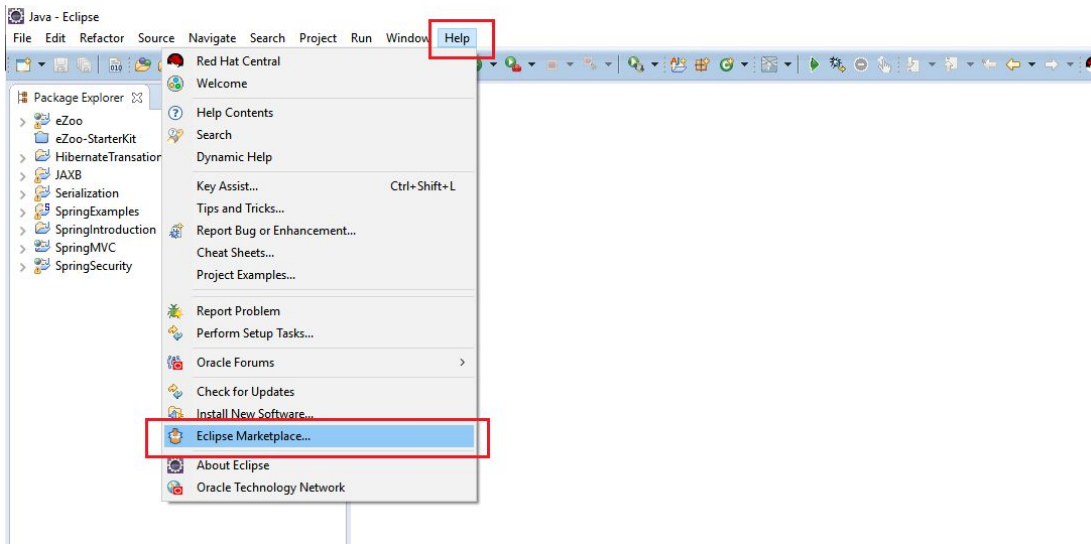 Java - Eclipse
File Edit Refactor Source Navigate Search Project Run Window Help
Package Explorer
eZoo
eZoo-StarterKit
HibernateTransation
JAXB
Serialization
SpringExamples
SpringIntroduction
SpringMVC
SpringSecurity
Red Hat Central
Welcome
Help Contents
Search
Dynamic Help
Key Assist... Ctrl+Shift+L
Tips and Tricks...
Report Bug or Enhancement...
Cheat Sheets...
Project Examples...
Report Problem
Perform Setup Tasks...
Oracle Forums
Check for Updates
Install New Software...
Eclipse Marketplace...
About Eclipse
Oracle Technology Network